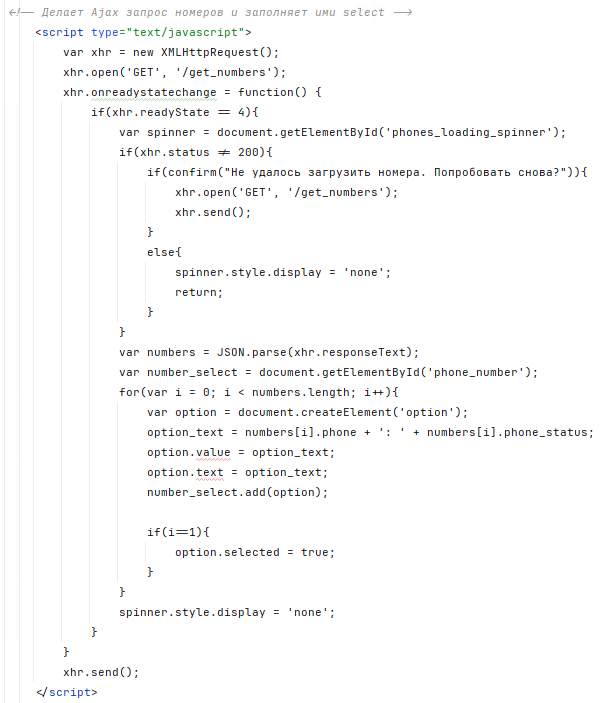 <!-- Делает Ajax запрос номеров и заполняет ими select -->
<script type="text/javascript">
var xhr = new XMLHttpRequest();
xhr.open('GET', '/get_numbers');
xhr.onreadystatechange = function() {
if(xhr.readyState == 4){
var spinner = document.getElementById('phones_loading_spinner');
if(xhr.status != 200){
if(confirm("Не удалось загрузить номера. Попробовать снова?")){
xhr.open('GET', '/get_numbers');
xhr.send();
}
else{
spinner.style.display = 'none';
return;
}
}
var numbers = JSON.parse(xhr.responseText);
var number_select = document.getElementById('phone_number');
for(var i = 0; i < numbers.length; i++){
var option = document.createElement('option');
option_text = numbers[i].phone + ': ' + numbers[i].phone_status;
option.value = option_text;
option.text = option_text;
number_select.add(option);
if(i==1){
option.selected = true;
}
}
spinner.style.display = 'none';
}
}
xhr.send();
</script>